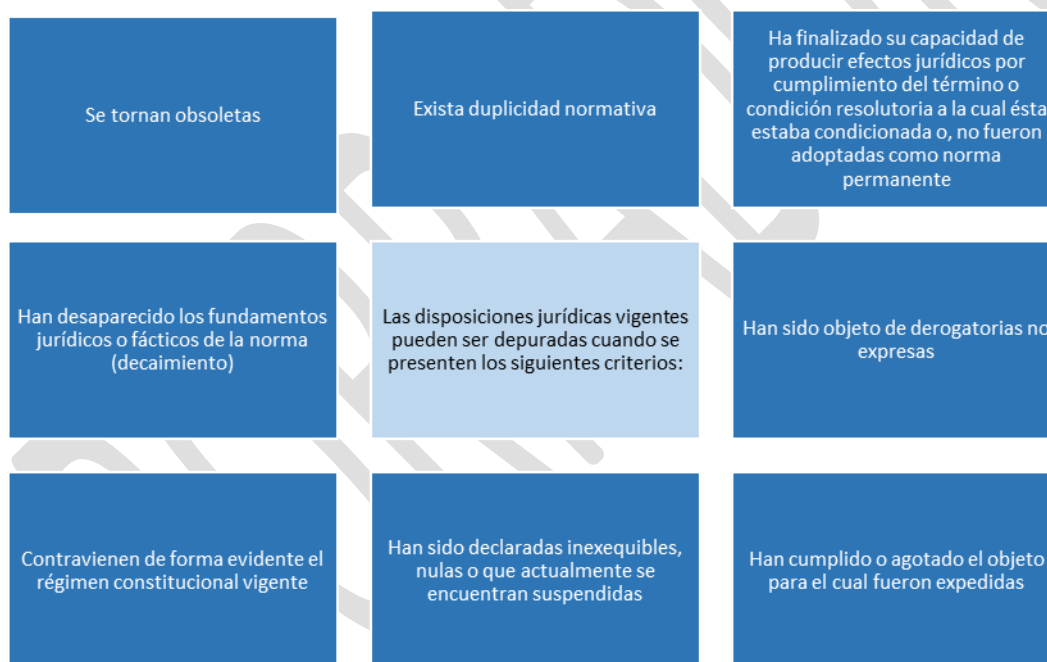 Se tornan obsoletas
Exista duplicidad normativa
Ha finalizado su capacidad de
producir efectos jurídicos por
cumplimiento del término o
condición resolutoria a la cual ésta
estaba condicionada o, no fueron
adoptadas como norma
permanente
Han desaparecido los fundamentos
jurídicos o fácticos de la norma
(decaimiento)
Las disposiciones jurídicas vigentes
pueden ser depuradas cuando se
presenten los siguientes criterios:
Han sido objeto de derogatorias no
expresas
Contravienen de forma evidente el
régimen constitucional vigente
Han sido declaradas inexequibles,
nulas o que actualmente se
encuentran suspendidas
Han cumplido o agotado el objeto
para el cual fueron expedidas